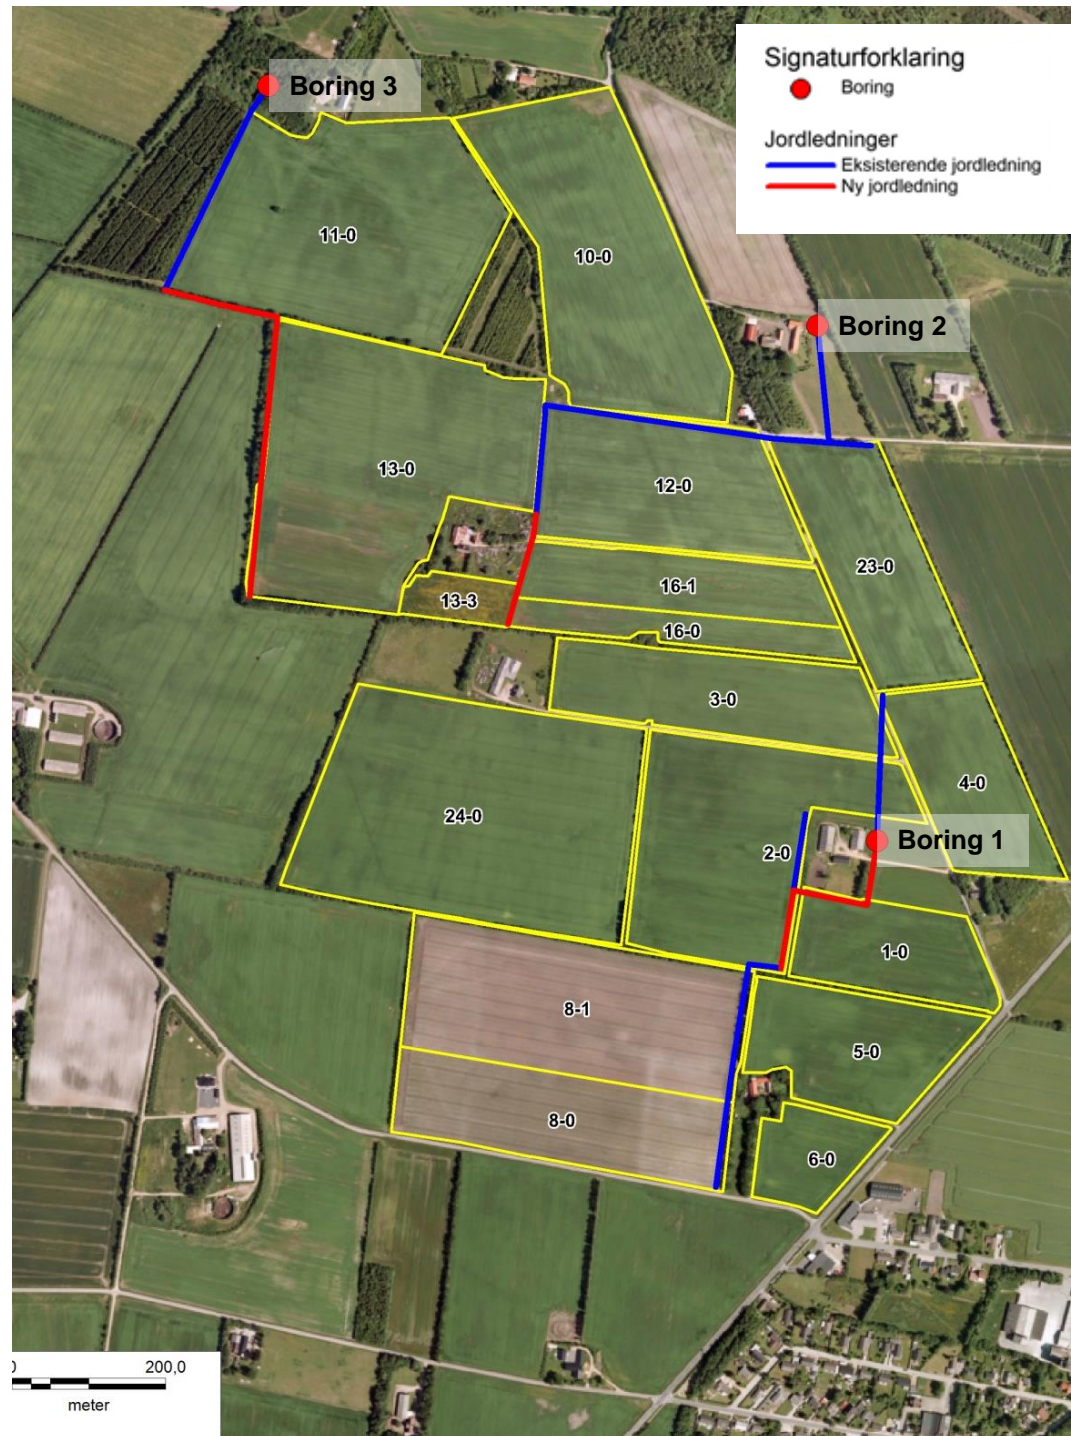 Signaturforklaring
Boring
Jordledninger
Eksisterende jordledning
Ny jordledning
Boring 3
11-0
10-0
Boring 2
13-0
12-0
23-0
16-1
13-3
16-0
3-0
4-0
24-0
2-0
Boring 1
1-0
8-1
5-0
8-0
6-0
200,0
meter